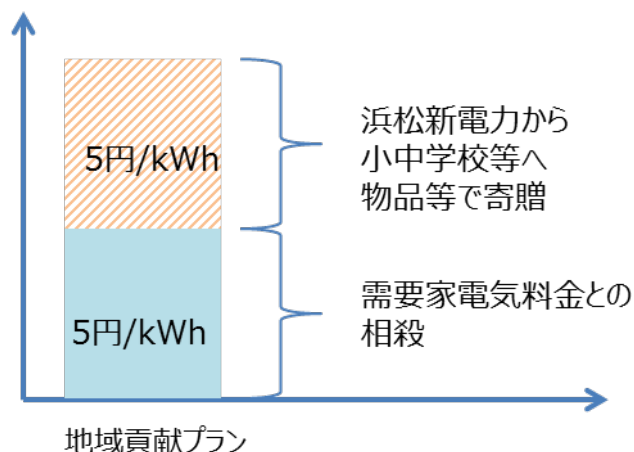 5円/kWh
浜松新電力から
小中学校等へ
物品等で寄贈
5円/kWh
需要家電気料金との
相殺
地域貢献プラン